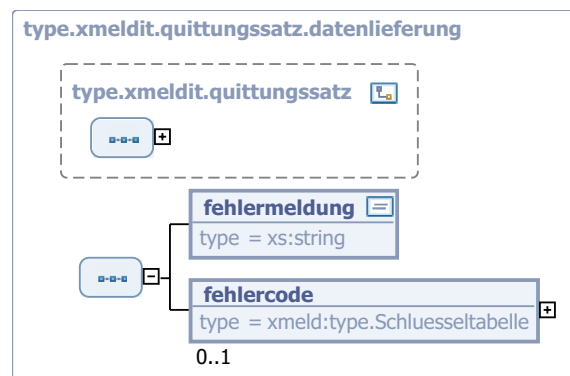 type.xmeldit.quittungssatz.datenlieferung
type.xmeldit.quittungssatz
fehlermeldung
type = xs:string
fehlercode
type = xmeld:type.Schluesseltabelle
0..1